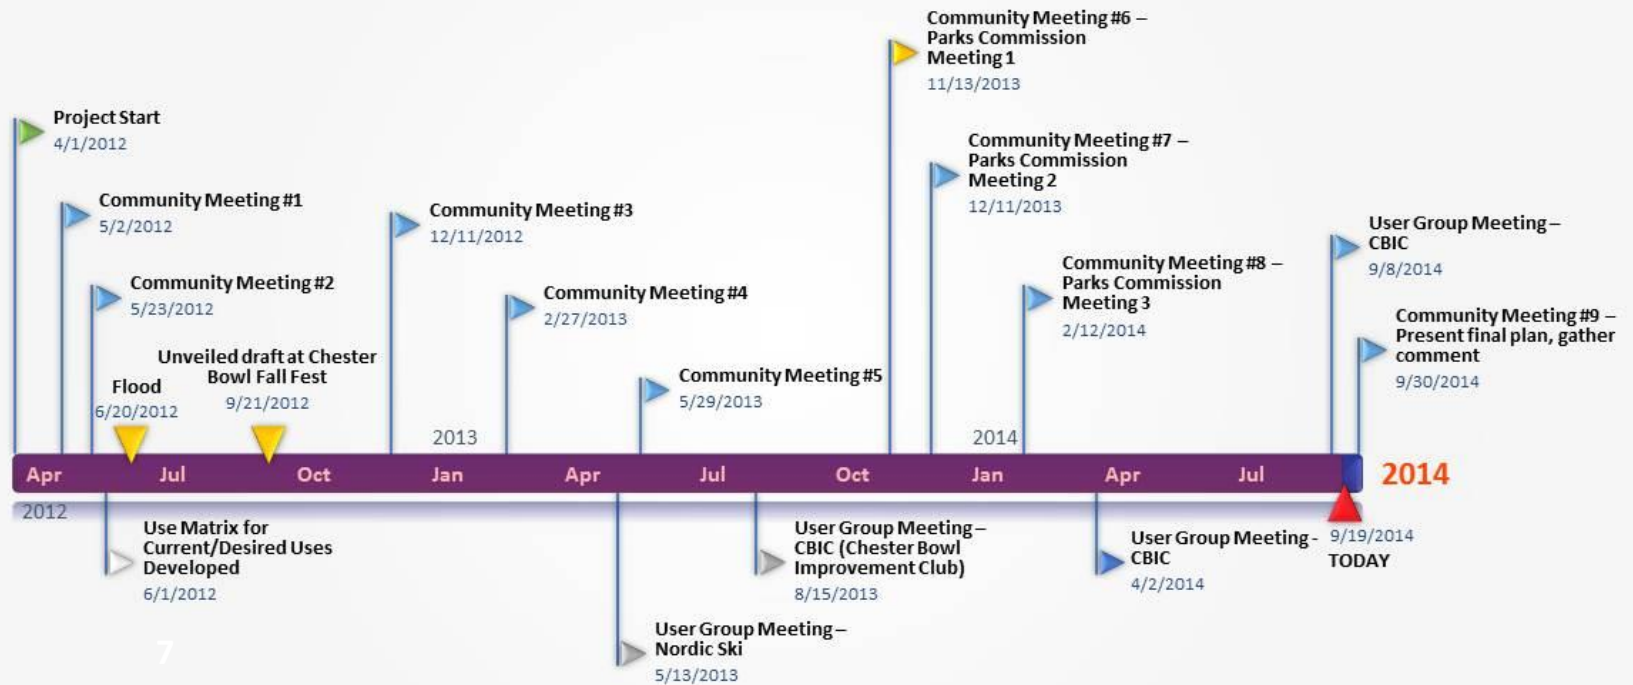 Community Meeting #6 –
Parks Commission
Meeting 1
11/13/2013
Project Start
4/1/2012
Community Meeting #7 –
Parks Commission
Meeting 2
12/11/2013
Community Meeting #1
5/2/2012
Community Meeting #3
12/11/2012
User Group Meeting –
CBIC
9/8/2014
Community Meeting #2
5/23/2012
Community Meeting #4
2/27/2013
Community Meeting #8 –
Parks Commission
Meeting 3
2/12/2014
Community Meeting #9 –
Present final plan, gather
comment
9/30/2014
Flood
6/20/2012
Unveiled draft at Chester
Bowl Fall Fest
9/21/2012
Community Meeting #5
5/29/2013
2013
2014
Apr Jul Oct Jan Apr Jul Oct Jan Apr Jul
2014
2012
Use Matrix for
Current/Desired Uses
Developed
6/1/2012
User Group Meeting –
CBIC (Chester Bowl
Improvement Club)
8/15/2013
User Group Meeting -
CBIC
4/2/2014
9/19/2014
TODAY
User Group Meeting –
Nordic Ski
5/13/2013
7